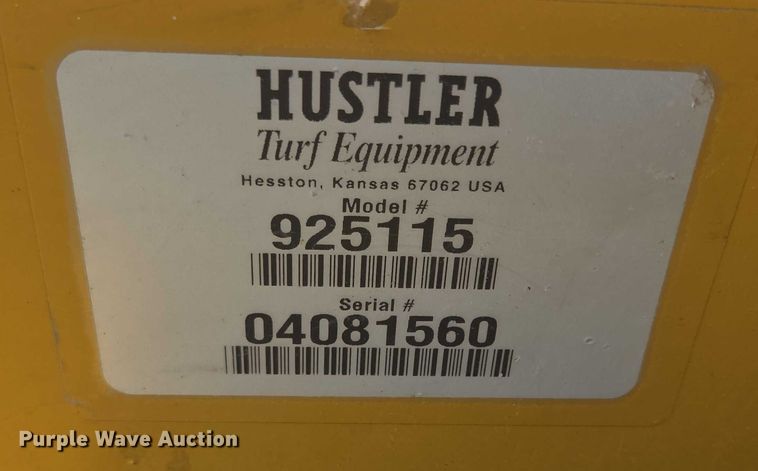 HUSTLER
Turf Equipment
Hesston, Kansas 67062 USA
Model #
925115
Serial #
04081560
Purple Wave Auction